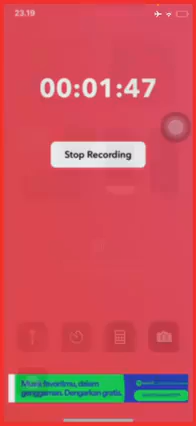 23.19
00:01:47
Stop Recording
Musik favoritmu, dalam
genggaman. Dengarkan gratis.